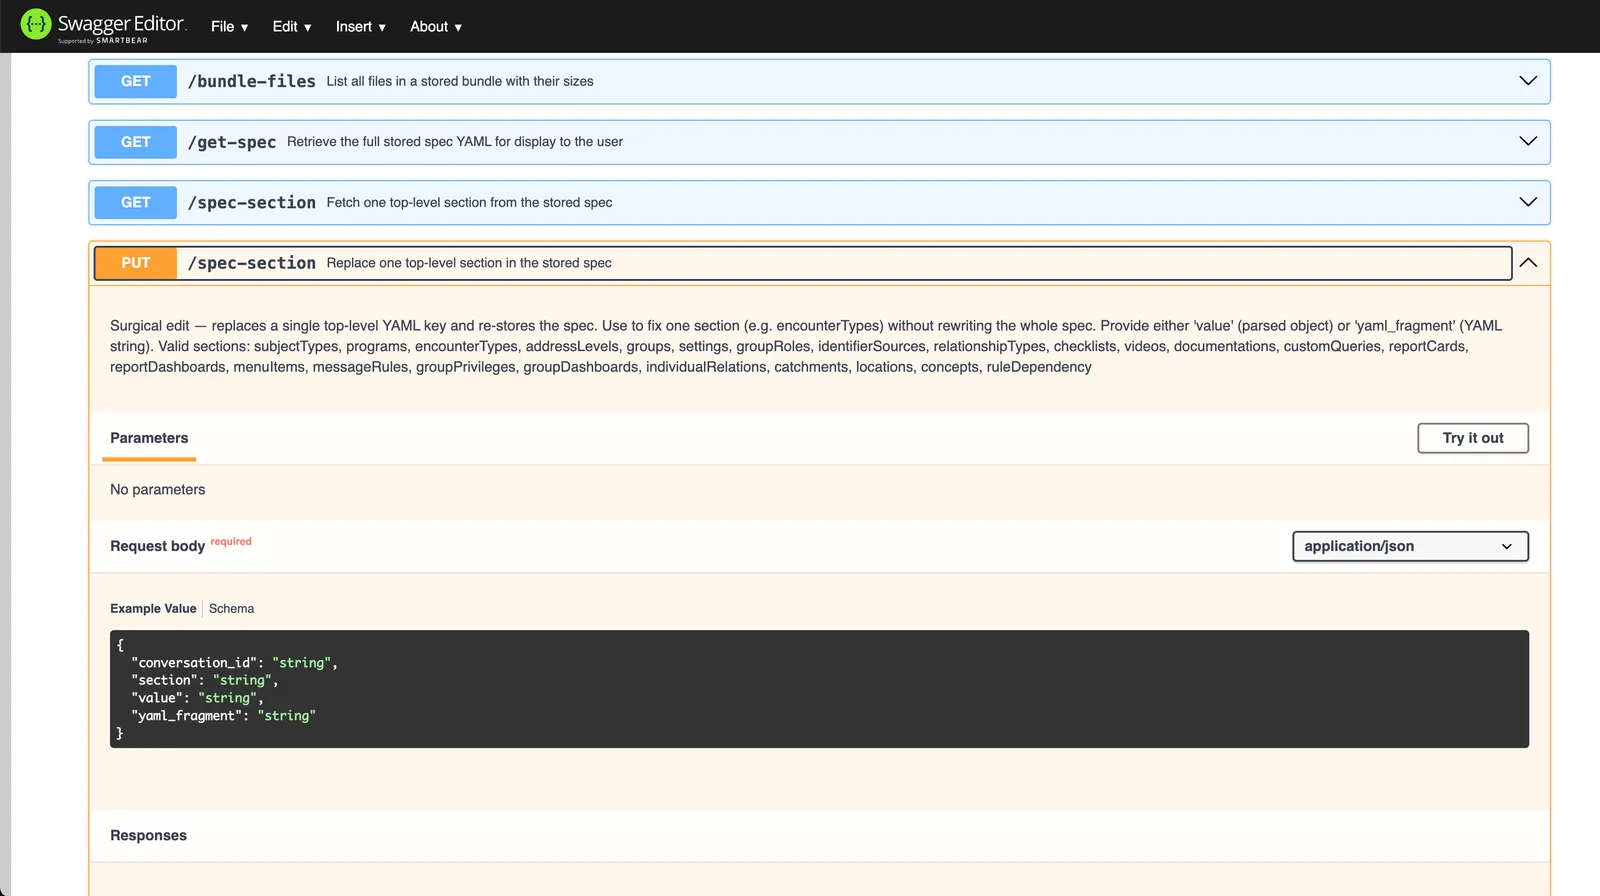 Swagger Editor
Supported by SMARTBEAR
File ▾ Edit ▾ Insert ▾ About ▾
GET /bundle-files List all files in a stored bundle with their sizes
GET /get-spec Retrieve the full stored spec YAML for display to the user
GET /spec-section Fetch one top-level section from the stored spec
PUT /spec-section Replace one top-level section in the stored spec
Surgical edit — replaces a single top-level YAML key and re-stores the spec. Use to fix one section (e.g. encounterTypes) without rewriting the whole spec. Provide either 'value' (parsed object) or 'yaml_fragment' (YAML
string). Valid sections: subjectTypes, programs, encounterTypes, addressLevels, groups, settings, groupRoles, identifierSources, relationshipTypes, checklists, videos, documentations, customQueries, reportCards,
reportDashboards, menuItems, messageRules, groupPrivileges, groupDashboards, individualRelations, catchments, locations, concepts, ruleDependency
Parameters
Try it out
No parameters
Request body required
application/json
Example Value Schema
{
"conversation_id": "string",
"section": "string",
"value": "string",
"yaml_fragment": "string"
}
Responses